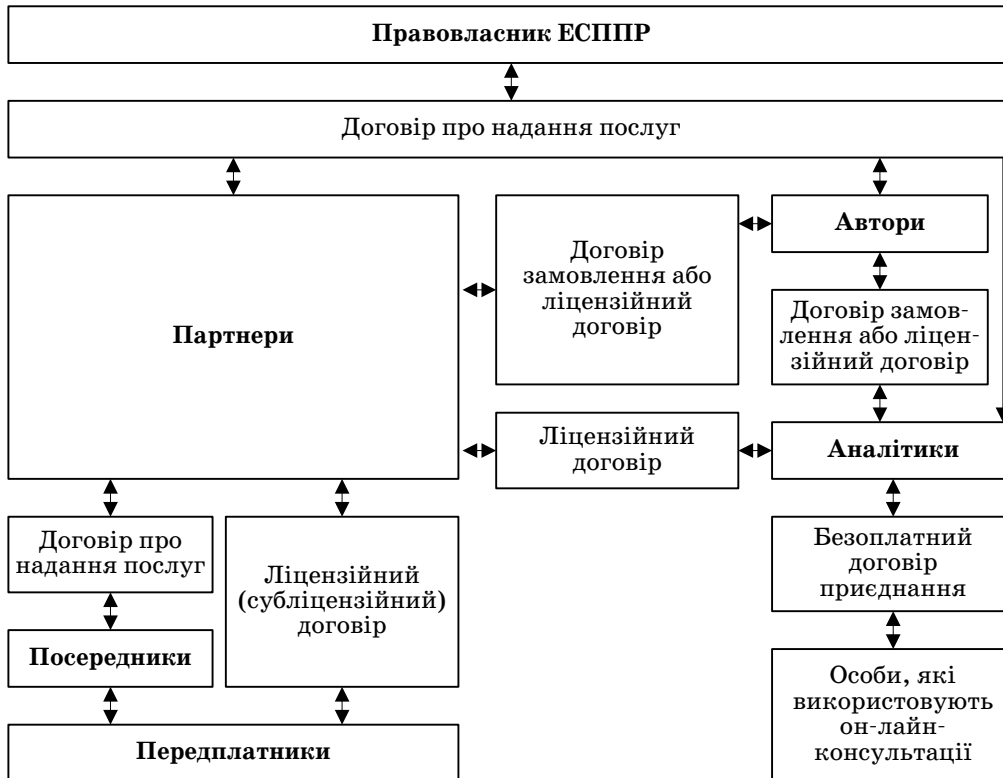 Правовласник ЕСППР
Договір про надання послуг
Партнери
Договір
замовлення або
ліцензійний
договір
Автори
Договір замов-
лення або ліцен-
зійний договір
Ліцензійний
договір
Аналітики
Договір про
надання послуг
Ліцензійний
(субліцензійний)
договір
Безоплатний
договір
приєднання
Посередники
Особи, які
використовують
он-лайн-
консультації
Передплатники